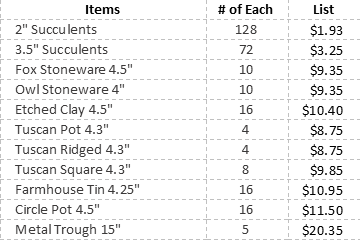 Items # of Each List
2" Succulents 128 $1.93
3.5" Succulents 72 $3.25
Fox Stoneware 4.5" 10 $9.35
Owl Stoneware 4" 10 $9.35
Etched Clay 4.5" 16 $10.40
Tuscan Pot 4.3" 4 $8.75
Tuscan Ridged 4.3" 4 $8.75
Tuscan Square 4.3" 8 $9.85
Farmhouse Tin 4.25" 16 $10.95
Circle Pot 4.5" 16 $11.50
Metal Trough 15" 5 $20.35